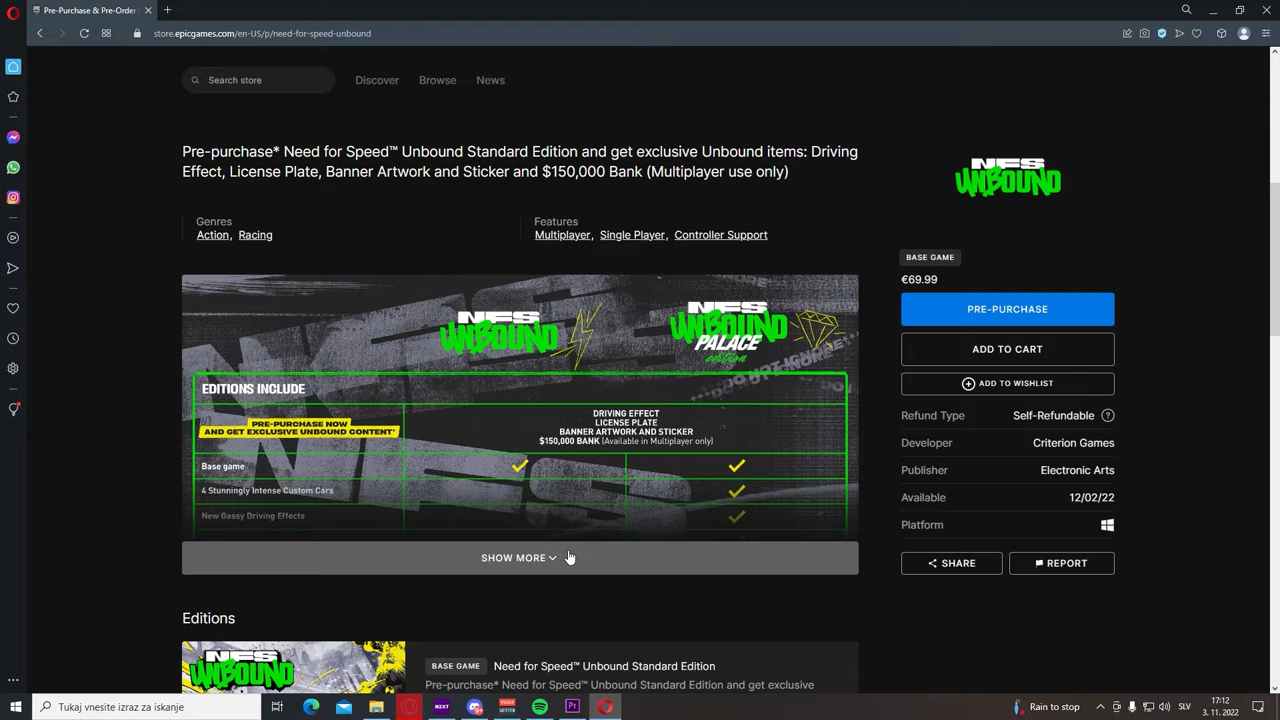 Pre-Purchase & Pre-Order
store.epicgames.com/en-US/p/need-for-speed-unbound
Search store
Discover
Browse
News
Pre-purchase* Need for Speed™ Unbound Standard Edition and get exclusive Unbound items: Driving
Effect, License Plate, Banner Artwork and Sticker and $150,000 Bank (Multiplayer use only)
NFS
UNBOUND
Genres
Action, Racing
Features
Multiplayer, Single Player, Controller Support
BASE GAME
€69.99
PRE-PURCHASE
ADD TO CART
ADD TO WISHLIST
Refund Type Self-Refundable
Developer Criterion Games
Publisher Electronic Arts
Available 12/02/22
Platform
SHARE
REPORT
NFS
UNBOUND
NFS
UNBOUND
PALACE
edition
EDITIONS INCLUDE
PRE-PURCHASE NOW
AND GET EXCLUSIVE UNBOUND CONTENT*
DRIVING EFFECT
LICENSE PLATE
BANNER ARTWORK AND STICKER
$150,000 BANK (Available in Multiplayer only)
Base game
4 Stunningly Intense Custom Cars
New Gassy Driving Effects
SHOW MORE
Editions
NFS
UNBOUND
BASE GAME
Need for Speed™ Unbound Standard Edition
Pre-purchase* Need for Speed™ Unbound Standard Edition and get exclusive
Tukaj vnesite izraz za iskanje
NEXT
Pr
Rain to stop
SLV
17:12
3. 11. 2022